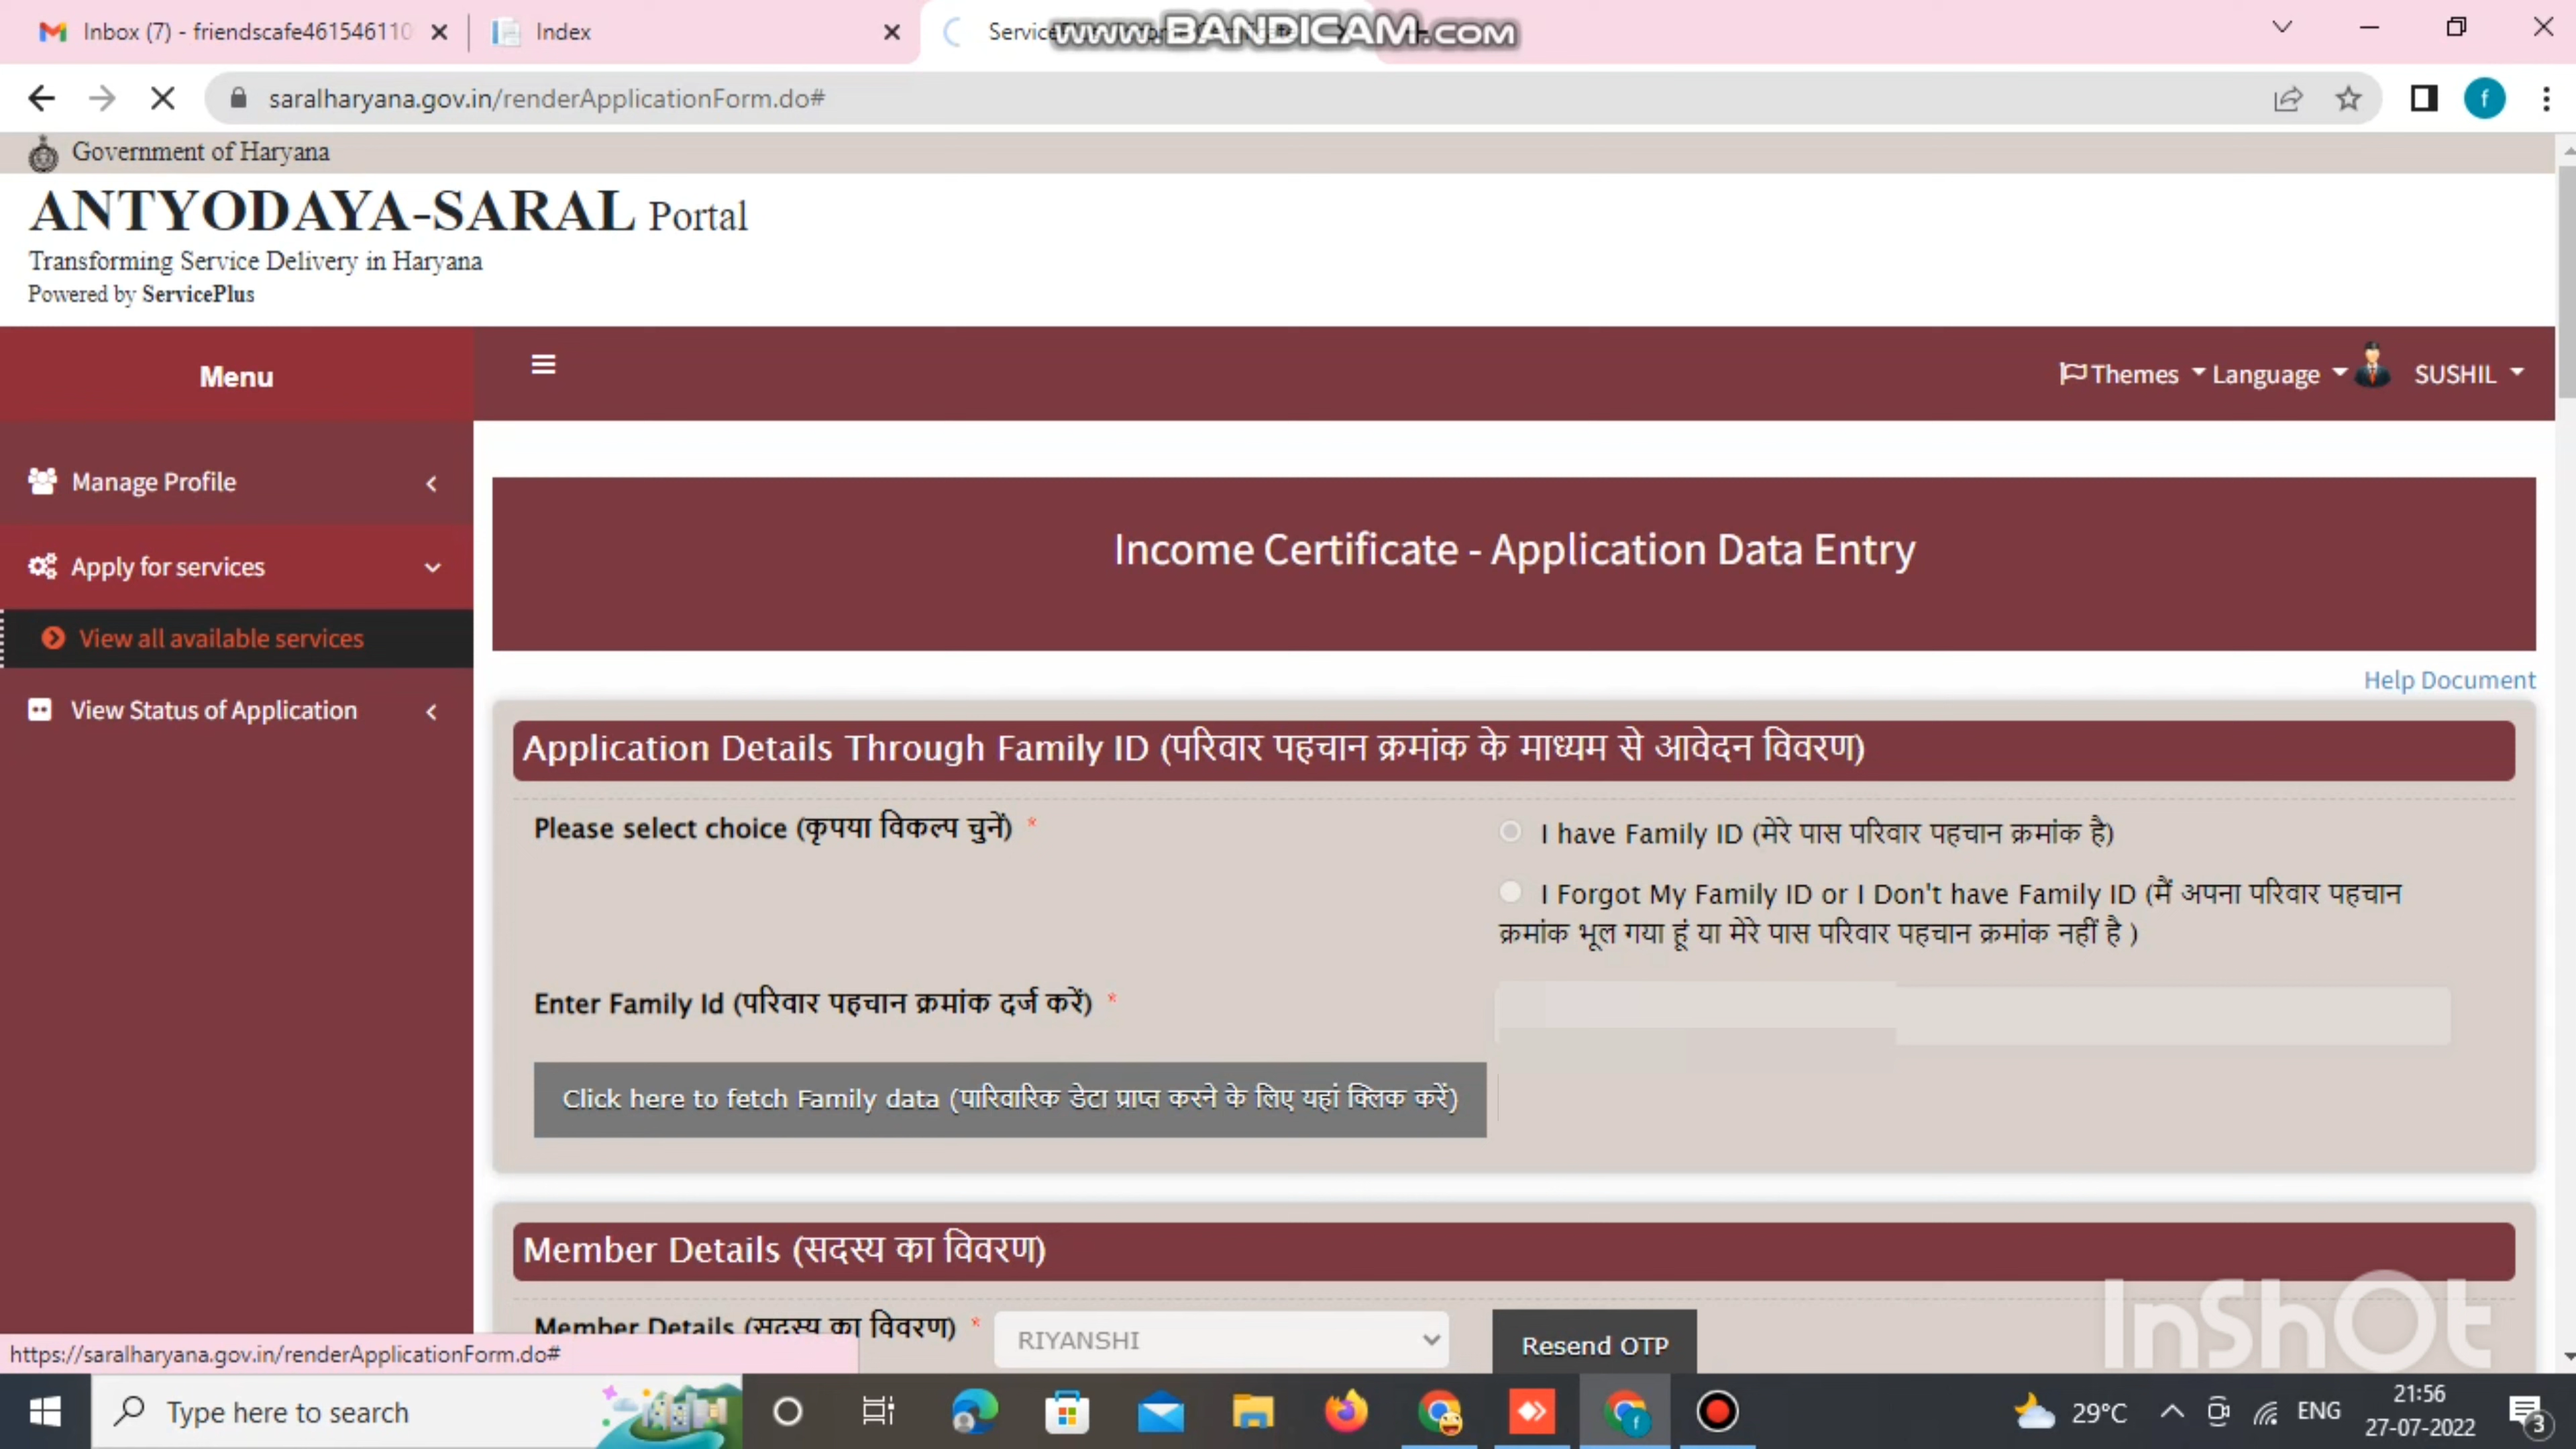 Inbox (7) - friendscafe461546110
Index
www.BANDICAM.com
saralharyana.gov.in/renderApplicationForm.do#
f
Government of Haryana
ANTYODAYA-SARAL Portal
Transforming Service Delivery in Haryana
Powered by ServicePlus
Menu
Themes Language SUSHIL
Manage Profile
Apply for services
View all available services
View Status of Application
Income Certificate - Application Data Entry
Help Document
Application Details Through Family ID (परिवार पहचान क्रमांक के माध्यम से आवेदन विवरण)
Please select choice (कृपया विकल्प चुनें) *
I have Family ID (मेरे पास परिवार पहचान क्रमांक है)
I Forgot My Family ID or I Don't have Family ID (मैं अपना परिवार पहचान
क्रमांक भूल गया हूं या मेरे पास परिवार पहचान क्रमांक नहीं है )
Enter Family Id (परिवार पहचान क्रमांक दर्ज करें) *
Click here to fetch Family data (पारिवारिक डेटा प्राप्त करने के लिए यहां क्लिक करें)
Member Details (सदस्य का विवरण)
Member Details (सदस्य का विवरण) *
RIYANSHI
Resend OTP
InShOt
https://saralharyana.gov.in/renderApplicationForm.do#
Type here to search
f
29°C
ENG
21:56
27-07-2022
3